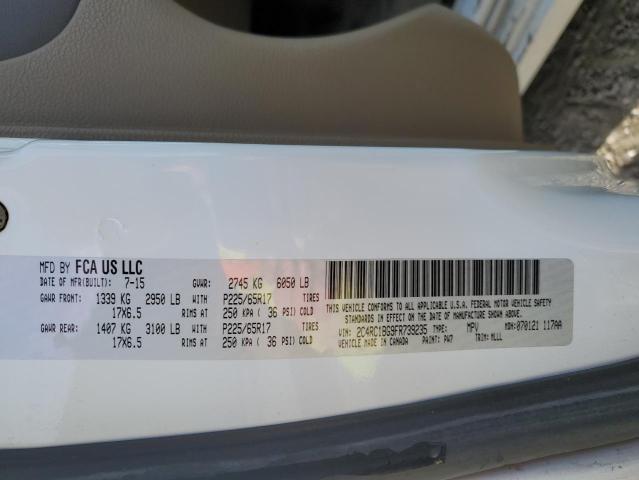 MFD BY FCA US LLC
DATE OF MFR(BUILT): 7-15 GVWR: 2745 KG 6050 LB
GAWR FRONT: 1339 KG 2950 LB WITH P225/65R17 TIRES
17X6.5 RIMS AT 250 KPA ( 36 PSI) COLD
GAWR REAR: 1407 KG 3100 LB WITH P225/65R17 TIRES
17X6.5 RIMS AT 250 KPA ( 36 PSI) COLD
THIS VEHICLE CONFORMS TO ALL APPLICABLE U.S.A. FEDERAL MOTOR VEHICLE SAFETY
STANDARDS IN EFFECT ON THE DATE OF MANUFACTURE SHOWN ABOVE.
VIN: 2C4RC1BG9FR739235 TYPE: MPV MDH: 070121 117AA
VEHICLE MADE IN CANADA PAINT: PW7 TRIM: MLLL